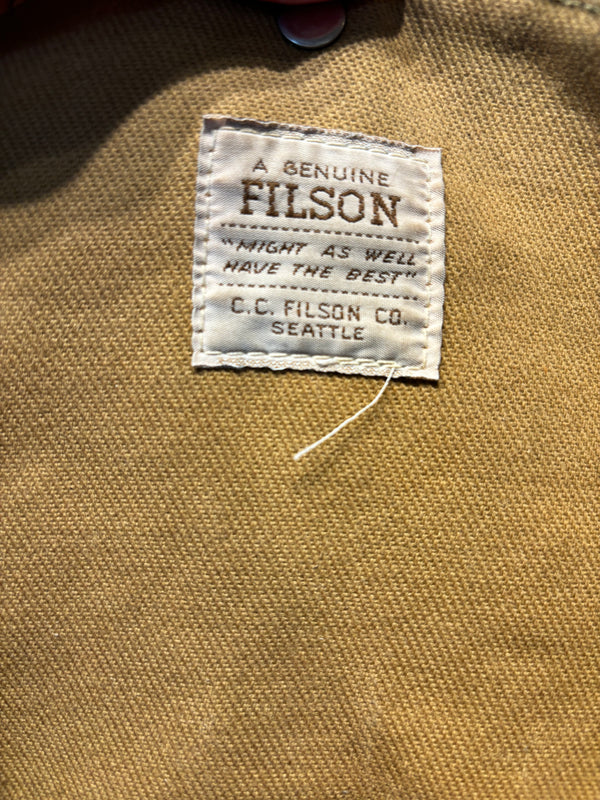 A GENUINE
FILSON
"MIGHT AS WELL
HAVE THE BEST"
C.C. FILSON CO.
SEATTLE